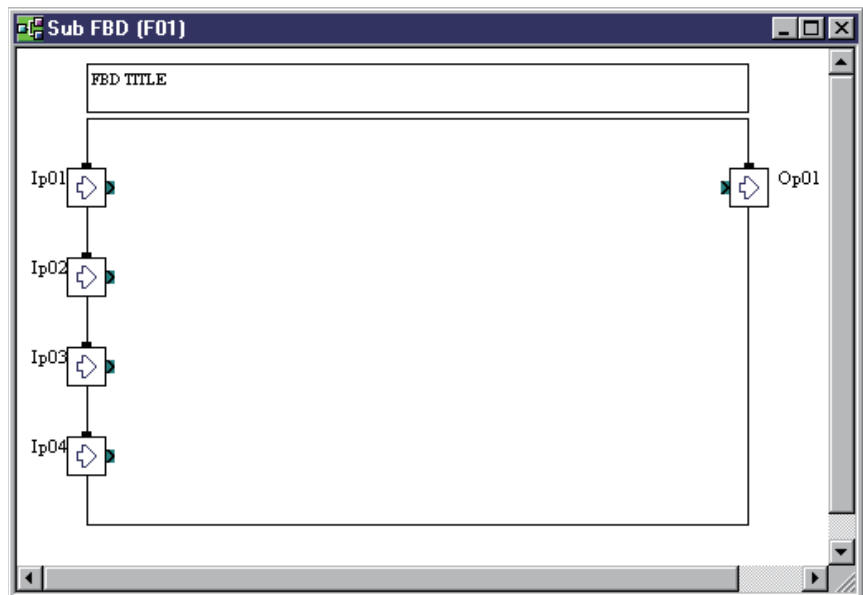 Sub FBD (F01)
FBD TITLE
Ip01
Op01
Ip02
Ip03
Ip04